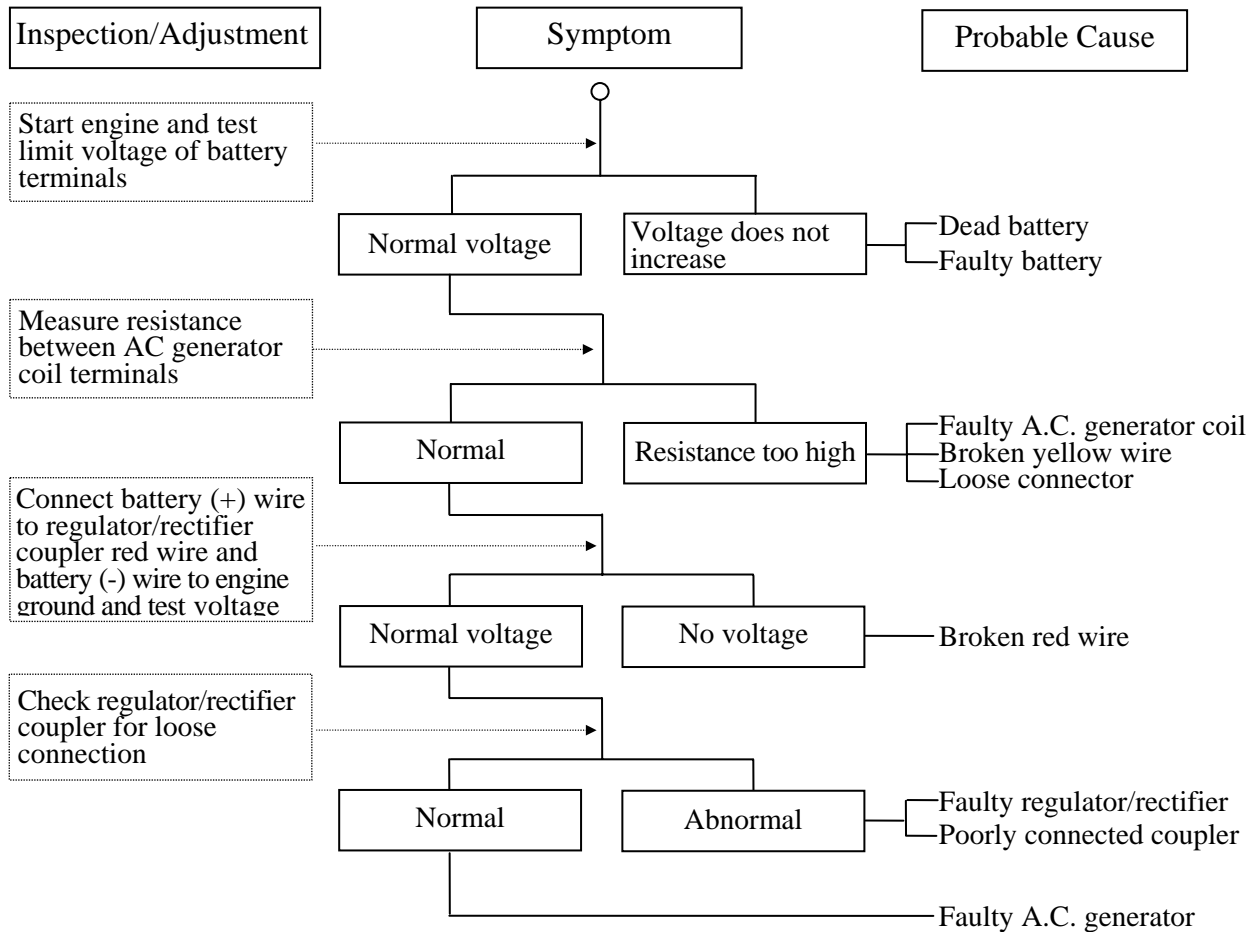 Inspection/Adjustment
Symptom
Probable Cause
Start engine and test
limit voltage of battery
terminals
Normal voltage
Voltage does not
increase
Dead battery
Faulty battery
Measure resistance
between AC generator
coil terminals
Normal
Resistance too high
Faulty A.C. generator coil
Broken yellow wire
Loose connector
Connect battery (+) wire
to regulator/rectifier
coupler red wire and
battery (-) wire to engine
ground and test voltage
Normal voltage
No voltage
Broken red wire
Check regulator/rectifier
coupler for loose
connection
Normal
Abnormal
Faulty regulator/rectifier
Poorly connected coupler
Faulty A.C. generator